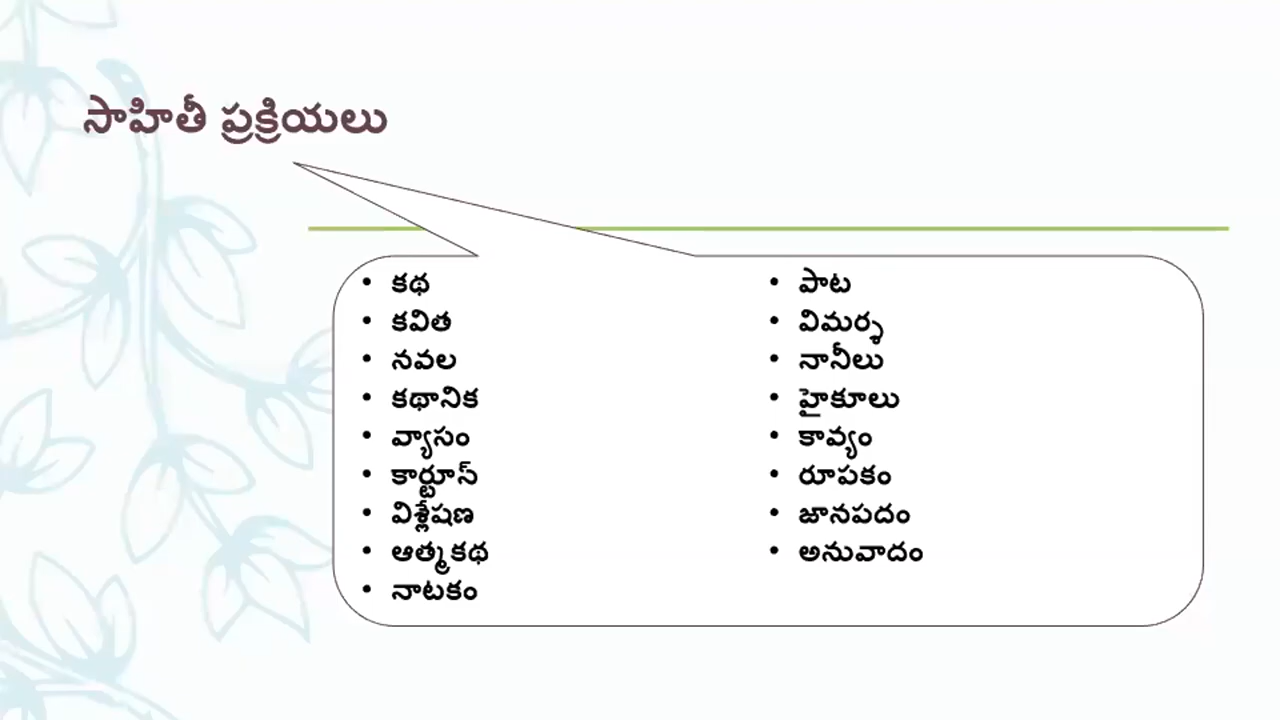 సాహితీ ప్రక్రియలు
• కథ
• కవిత
• నవల
• కథానిక
• వ్యాసం
• కార్టూస్
• విశ్లేషణ
• ఆత్మకథ
• నాటకం
• పాట
• విమర్శ
• నానీలు
• హైకూలు
• కావ్యం
• రూపకం
• జానపదం
• అనువాదం